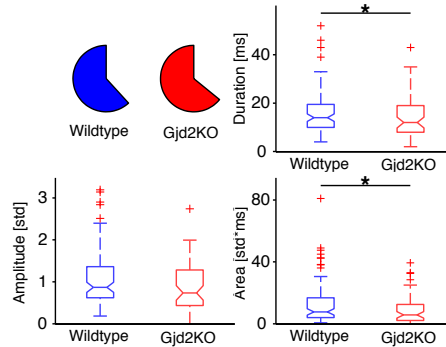 Wildtype
Gjd2KO
Duration [ms]
40
20
0
*
Wildtype
Gjd2KO
Amplitude [std]
3
2
1
0
Wildtype
Gjd2KO
Area [std*ms]
80
40
0
*
Wildtype
Gjd2KO